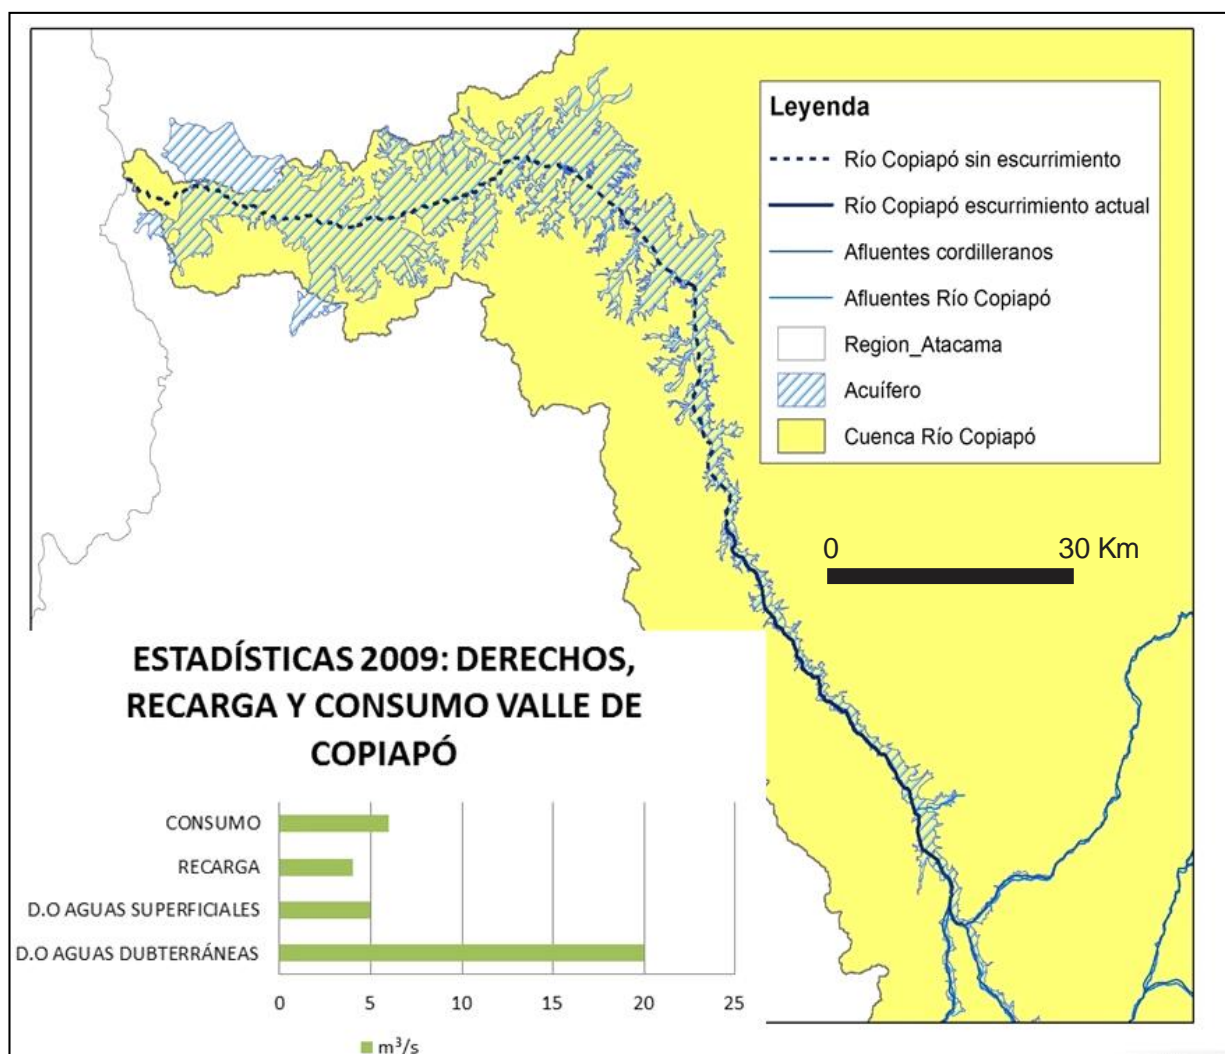 Leyenda
Río Copiapó sin escurrimiento
Río Copiapó escurrimiento actual
Afluentes cordilleranos
Afluentes Río Copiapó
Region_Atacama
Acuífero
Cuenca Río Copiapó
0 30 Km
ESTADÍSTICAS 2009: DERECHOS,
RECARGA Y CONSUMO VALLE DE
COPIAPÓ
CONSUMO
RECARGA
D.O AGUAS SUPERFICIALES
D.O AGUAS DUBTERRÁNEAS
0 5 10 15 20 25
m³/s